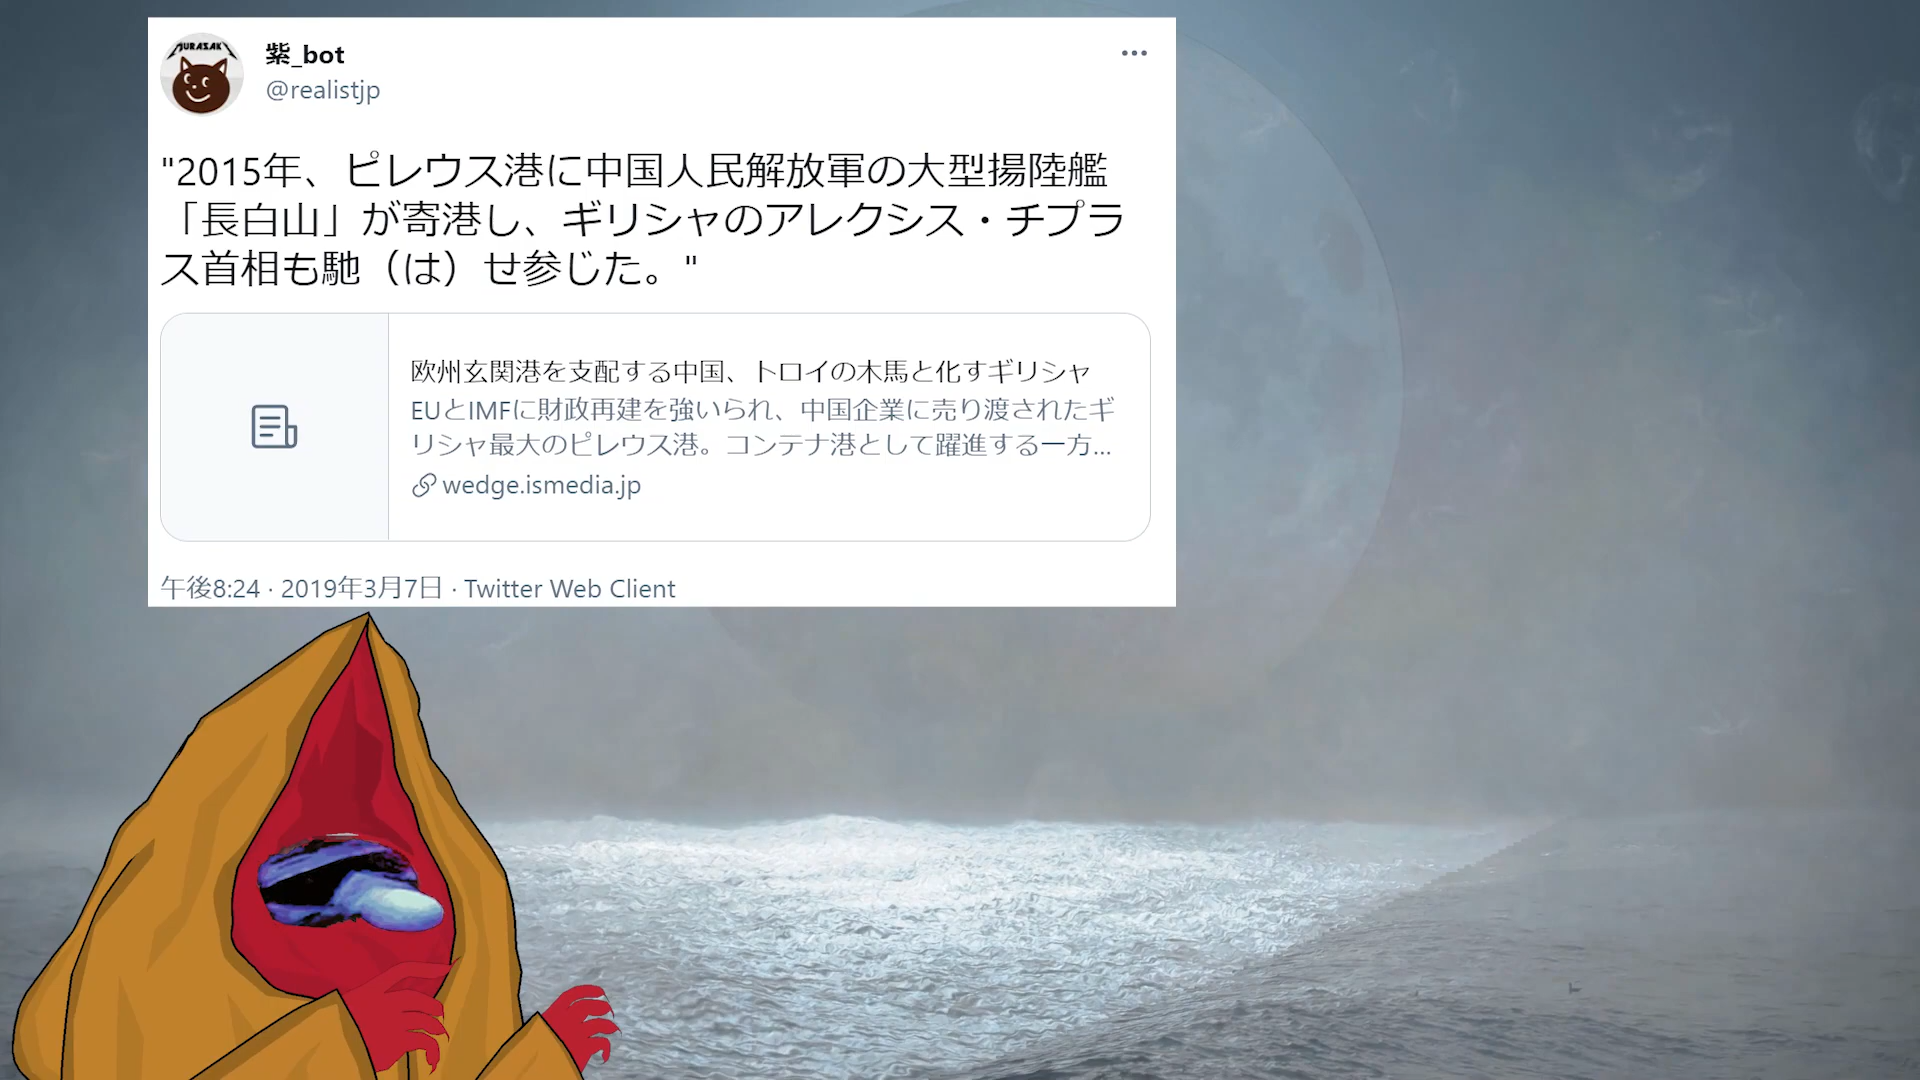 MURASAKI
紫_bot
@realistjp
"2015年、ピレウス港に中国人民解放軍の大型揚陸艦
「長白山」が寄港し、ギリシャのアレクシス・チプラ
ス首相も馳（は）せ参じた。"
欧州玄関港を支配する中国、トロイの木馬と化すギリシャ
EUとIMFに財政再建を強いられ、中国企業に売り渡されたギ
リシャ最大のピレウス港。コンテナ港として躍進する一方...
wedge.ismedia.jp
午後8:24 · 2019年3月7日 · Twitter Web Client